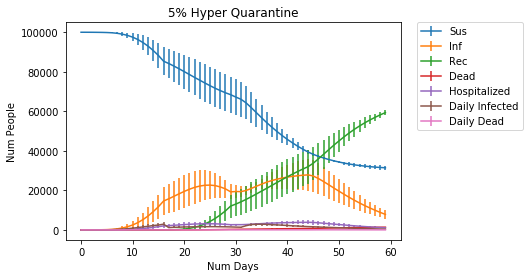 5% Hyper Quarantine
100000
80000
60000
40000
20000
0
Num People
0 10 20 30 40 50 60
Num Days
Sus
Inf
Rec
Dead
Hospitalized
Daily Infected
Daily Dead